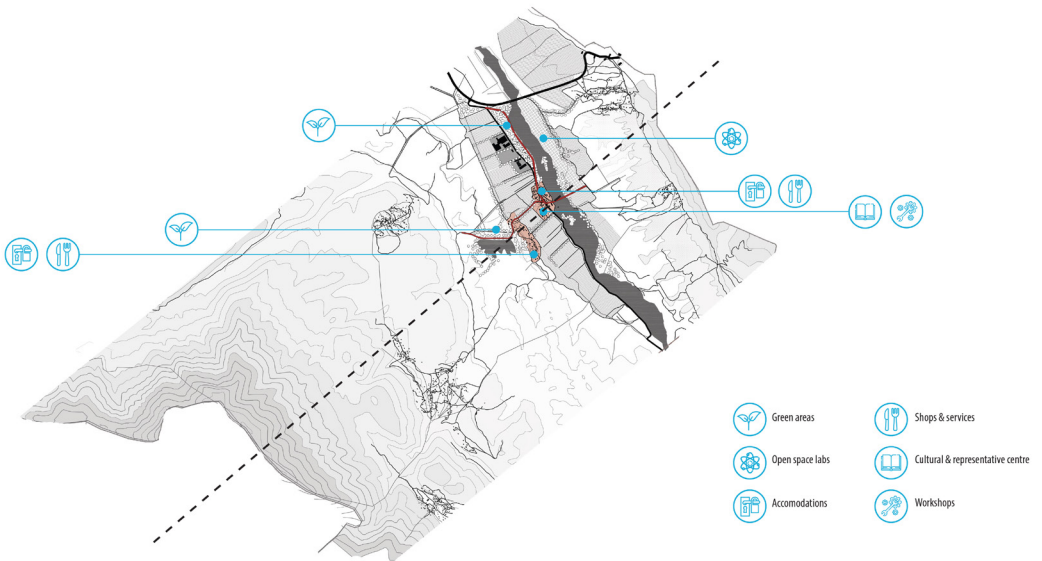 Green areas
Shops & services
Open space labs
Cultural & representative centre
Accomodations
Workshops